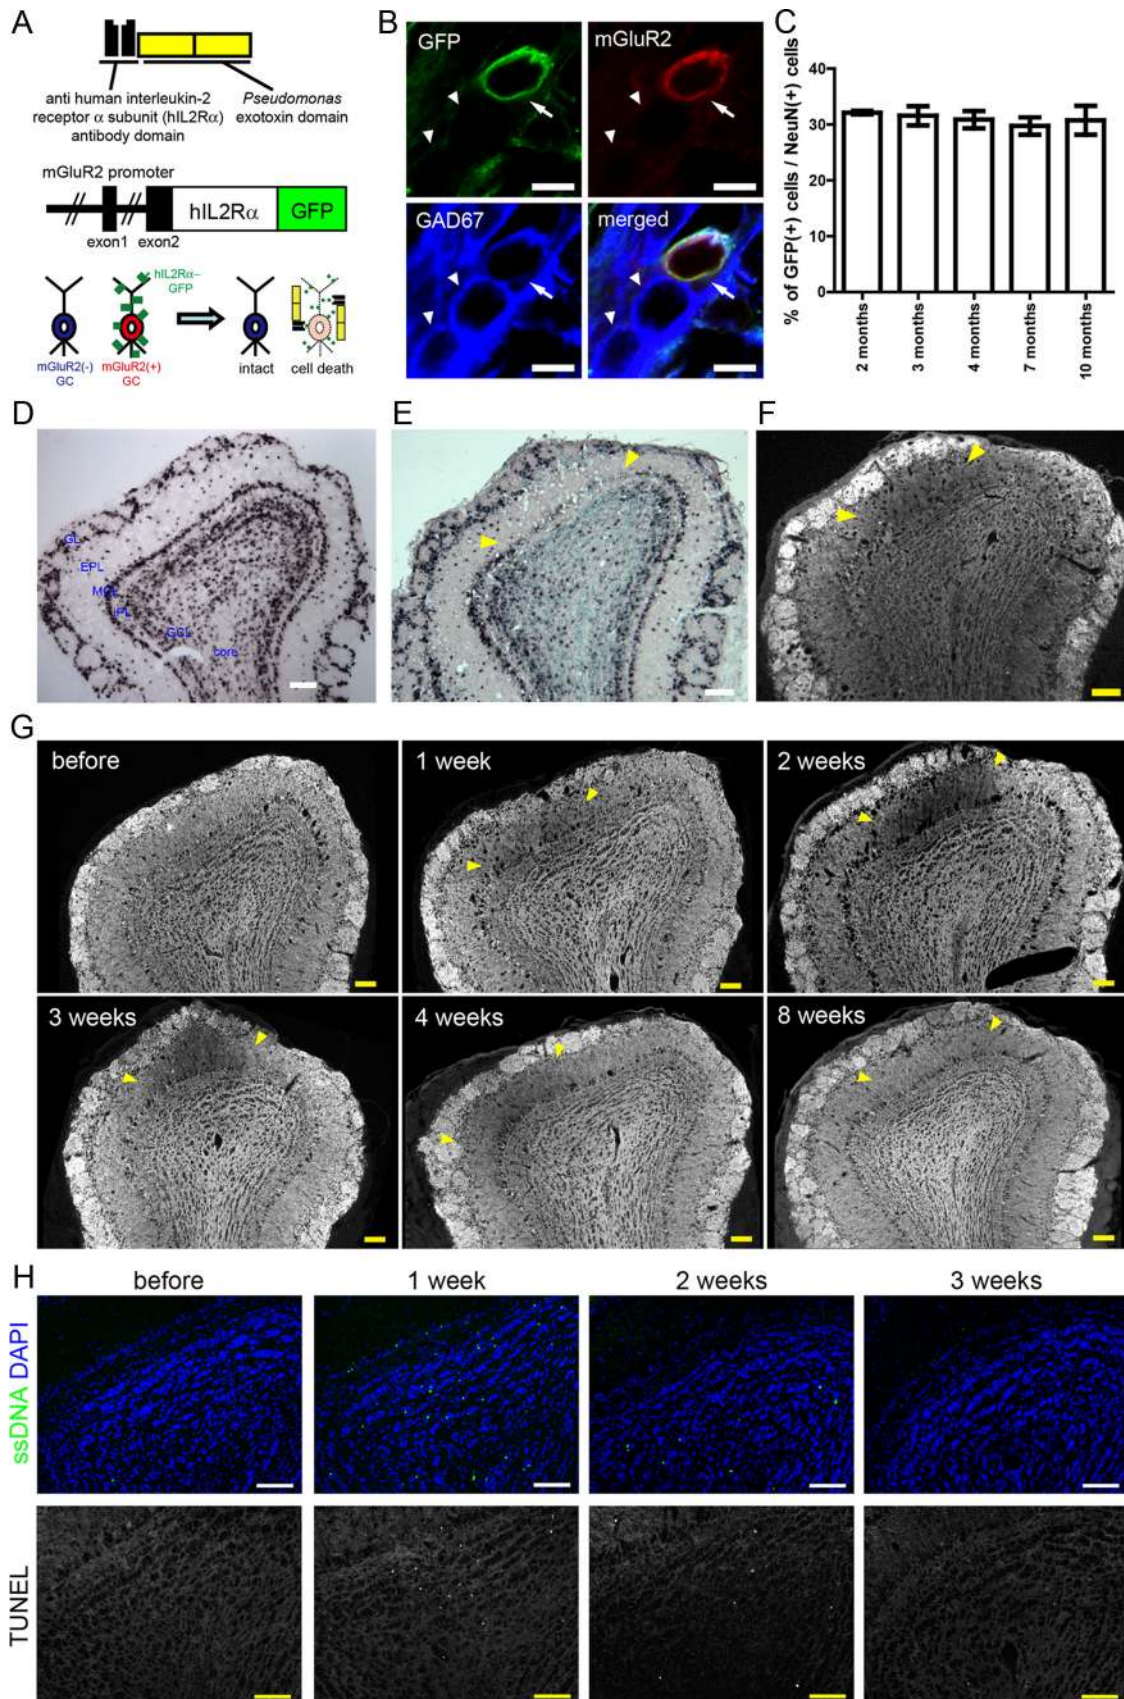 A
anti human interleukin-2
receptor α subunit (hIL2Rα)
antibody domain
Pseudomonas
exotoxin domain
mGluR2 promoter
hIL2Rα
GFP
exon1
exon2
hIL2Rα–
GFP
mGluR2(-)
GC
mGluR2(+)
GC
intact
cell death
B
GFP
mGluR2
GAD67
merged
C
% of GFP(+) cells / NeuN(+) cells
40
30
20
10
0
2 months
3 months
4 months
7 months
10 months
D
GL
EPL
MCL
IPL
GCL
core
E
F
G
before
1 week
2 weeks
3 weeks
4 weeks
8 weeks
H
before
1 week
2 weeks
3 weeks
ssDNA DAPI
TUNEL